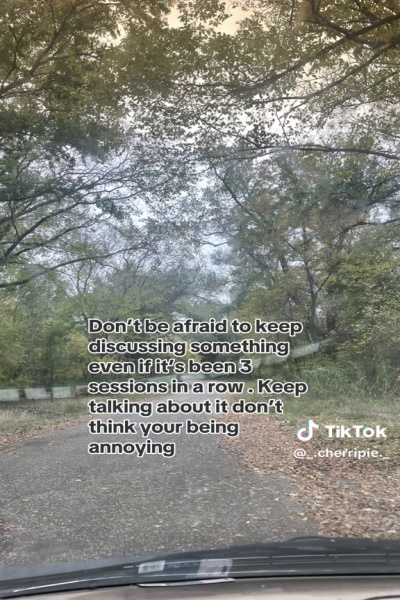 Don't be afraid to keep
discussing something
even if it's been 3
sessions in a row . Keep
talking about it don't
think your being
annoying
TikTok
@_.cherripie._